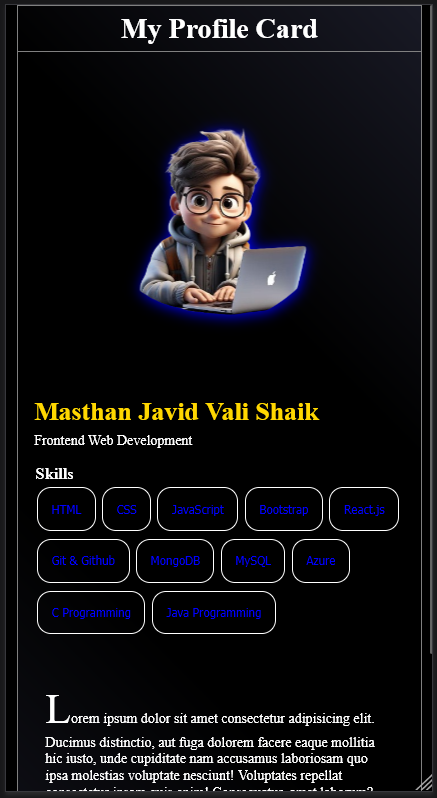 My Profile Card
Masthan Javid Vali Shaik
Frontend Web Development
Skills
HTML CSS JavaScript Bootstrap React.js
Git & Github MongoDB MySQL Azure
C Programming Java Programming
Lorem ipsum dolor sit amet consectetur adipisicing elit.
Ducimus distinctio, aut fuga dolorem facere eaque mollitia
hic iusto, unde cupiditate nam accusamus laboriosam quo
ipsa molestias voluptate nesciunt! Voluptates repellat